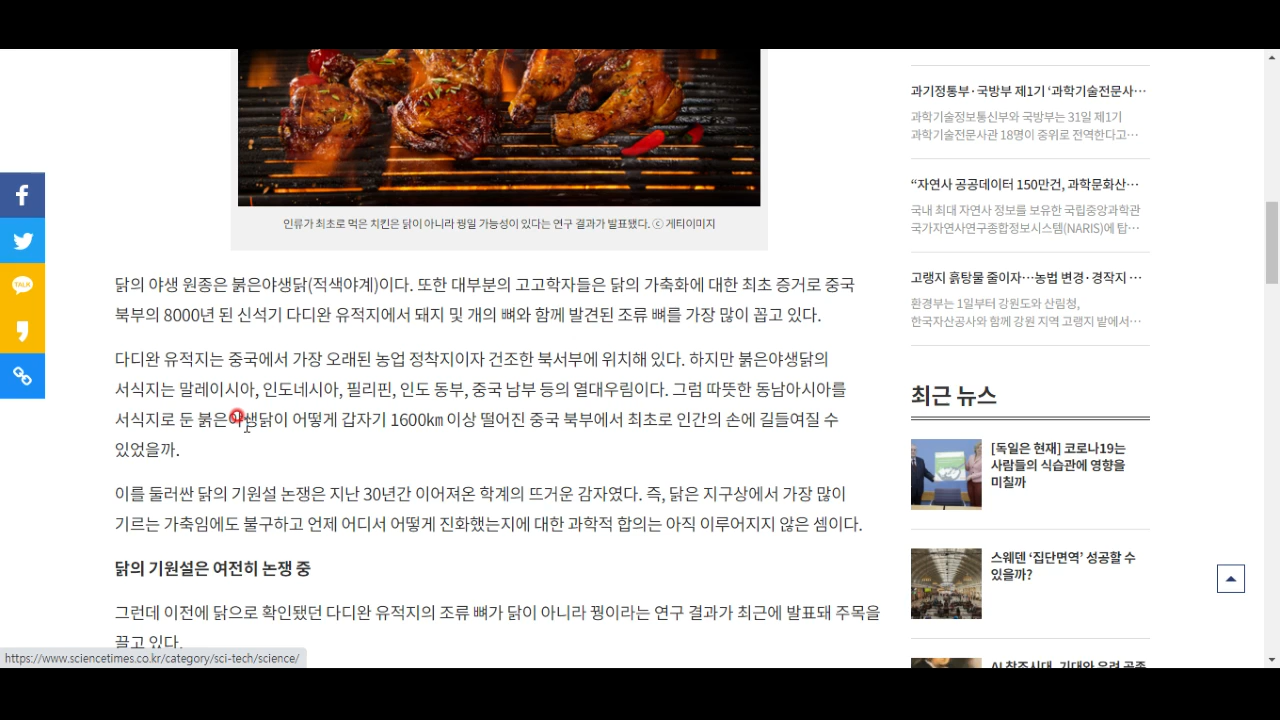 인류가 최초로 먹은 치킨은 닭이 아니라 꿩일 가능성이 있다는 연구 결과가 발표됐다. ⓒ 게티이미지
닭의 야생 원종은 붉은야생닭(적색야계)이다. 또한 대부분의 고고학자들은 닭의 가축화에 대한 최초 증거로 중국
북부의 8000년 된 신석기 다디완 유적지에서 돼지 및 개의 뼈와 함께 발견된 조류 뼈를 가장 많이 꼽고 있다.
다디완 유적지는 중국에서 가장 오래된 농업 정착지이자 건조한 북서부에 위치해 있다. 하지만 붉은야생닭의
서식지는 말레이시아, 인도네시아, 필리핀, 인도 동부, 중국 남부 등의 열대우림이다. 그럼 따뜻한 동남아시아를
서식지로 둔 붉은야생닭이 어떻게 갑자기 1600㎞ 이상 떨어진 중국 북부에서 최초로 인간의 손에 길들여질 수
있었을까.
이를 둘러싼 닭의 기원설 논쟁은 지난 30년간 이어져온 학계의 뜨거운 감자였다. 즉, 닭은 지구상에서 가장 많이
기르는 가축임에도 불구하고 언제 어디서 어떻게 진화했는지에 대한 과학적 합의는 아직 이루어지지 않은 셈이다.
닭의 기원설은 여전히 논쟁 중
그런데 이전에 닭으로 확인됐던 다디완 유적지의 조류 뼈가 닭이 아니라 꿩이라는 연구 결과가 최근에 발표돼 주목을
끌고 있다.
https://www.sciencetimes.co.kr/category/sci-tech/science/
TALK
과기정통부·국방부 제1기 ‘과학기술전문사…
과학기술정보통신부와 국방부는 31일 제1기
과학기술전문사관 18명이 중위로 전역한다고…
“자연사 공공데이터 150만건, 과학문화산…
국내 최대 자연사 정보를 보유한 국립중앙과학관
국가자연사연구종합정보시스템(NARIS)에 탑…
고랭지 흙탕물 줄이자…농법 변경·경작지 …
환경부는 1일부터 강원도와 산림청,
한국자산공사와 함께 강원 지역 고랭지 밭에서…
최근 뉴스
[독일은 현재] 코로나19는
사람들의 식습관에 영향을
미칠까
스웨덴 ‘집단면역’ 성공할 수
있을까?
AI 창조시대, 기대와 우려 공존